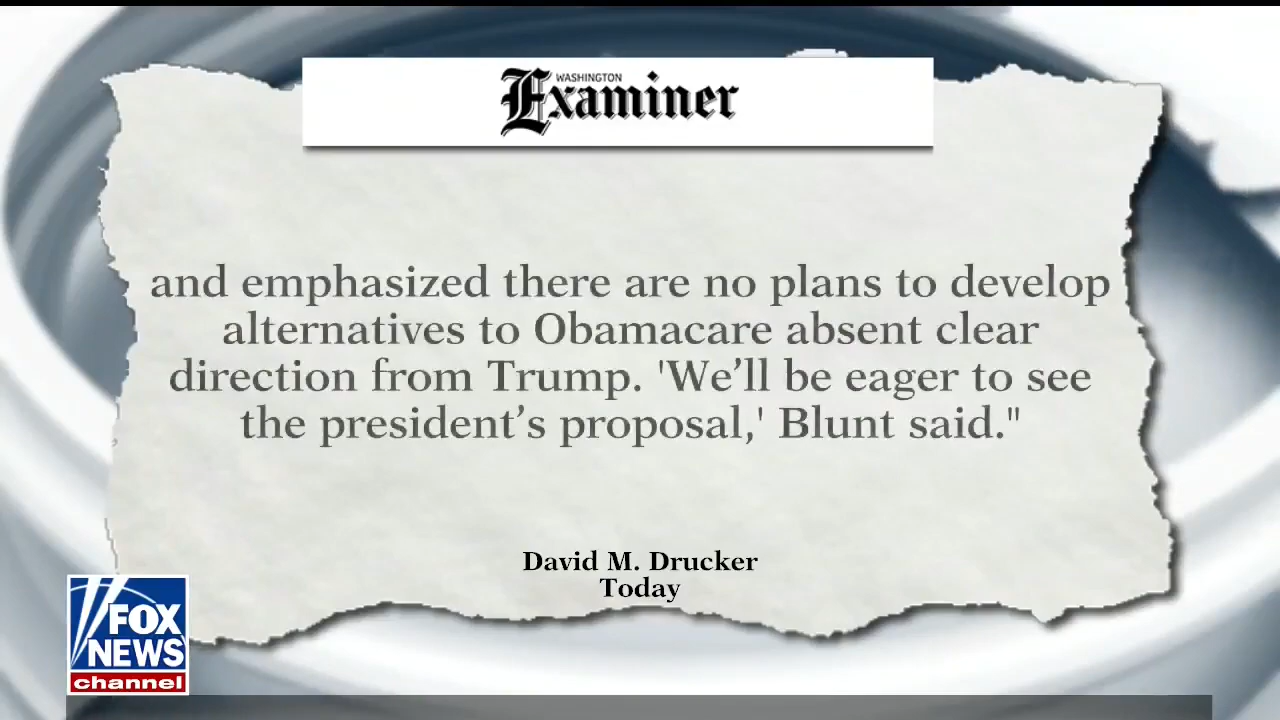 WASHINGTON
Examiner
and emphasized there are no plans to develop
alternatives to Obamacare absent clear
direction from Trump. 'We’ll be eager to see
the president’s proposal,' Blunt said."
David M. Drucker
Today
FOX
NEWS
channel